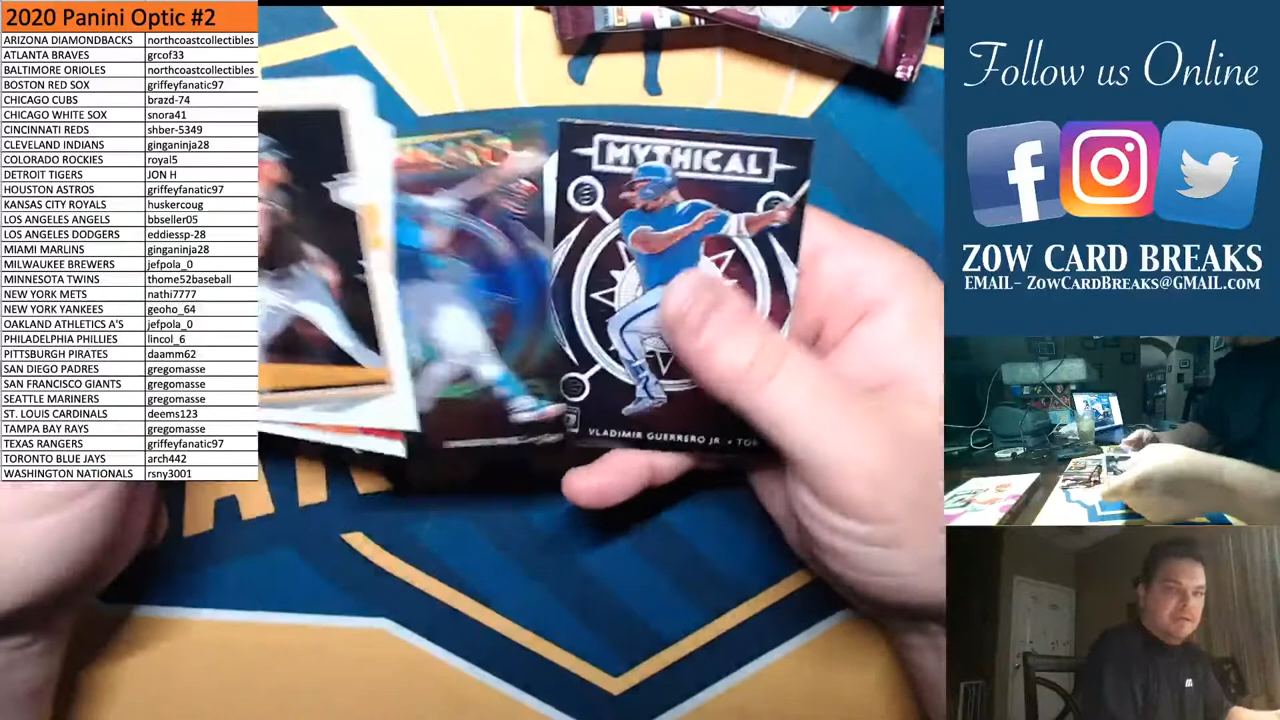 2020 Panini Optic #2
ARIZONA DIAMONDBACKS northcoastcollectibles
ATLANTA BRAVES grcof33
BALTIMORE ORIOLES northcoastcollectibles
BOSTON RED SOX griffeyfanatic97
CHICAGO CUBS brazd-74
CHICAGO WHITE SOX snora41
CINCINNATI REDS shber-5349
CLEVELAND INDIANS ginganinja28
COLORADO ROCKIES royal5
DETROIT TIGERS JON H
HOUSTON ASTROS griffeyfanatic97
KANSAS CITY ROYALS huskercoug
LOS ANGELES ANGELS bbseller05
LOS ANGELES DODGERS eddiessp-28
MIAMI MARLINS ginganinja28
MILWAUKEE BREWERS jefpola_0
MINNESOTA TWINS thome52baseball
NEW YORK METS nathi7777
NEW YORK YANKEES geoho_64
OAKLAND ATHLETICS A'S jefpola_0
PHILADELPHIA PHILLIES lincol_6
PITTSBURGH PIRATES daamm62
SAN DIEGO PADRES gregomasse
SAN FRANCISCO GIANTS gregomasse
SEATTLE MARINERS gregomasse
ST. LOUIS CARDINALS deems123
TAMPA BAY RAYS gregomasse
TEXAS RANGERS griffeyfanatic97
TORONTO BLUE JAYS arch442
WASHINGTON NATIONALS rsny3001
MYTHICAL
VLADIMIR GUERRERO JR. • TOR
Follow us Online
ZOW CARD BREAKS
EMAIL- ZowCardBreaks@gmail.com